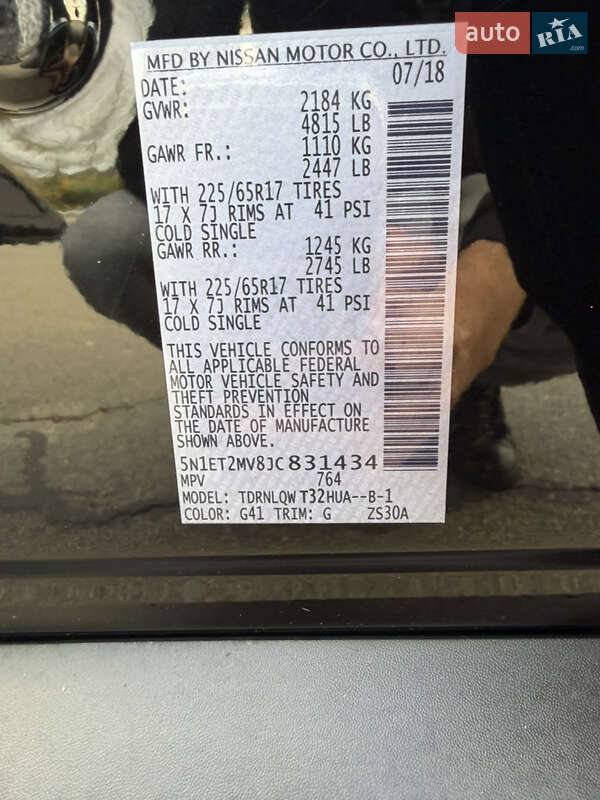 auto RIA .com
MFD BY NISSAN MOTOR CO., LTD.
DATE: 07/18
GVWR: 2184 KG
4815 LB
GAWR FR.: 1110 KG
2447 LB
WITH 225/65R17 TIRES
17 X 7J RIMS AT 41 PSI
COLD SINGLE
GAWR RR.: 1245 KG
2745 LB
WITH 225/65R17 TIRES
17 X 7J RIMS AT 41 PSI
COLD SINGLE
THIS VEHICLE CONFORMS TO
ALL APPLICABLE FEDERAL
MOTOR VEHICLE SAFETY AND
THEFT PREVENTION
STANDARDS IN EFFECT ON
THE DATE OF MANUFACTURE
SHOWN ABOVE.
5N1ET2MV8JC831434
MPV 764
MODEL: TDRNLQW T32HUA--B-1
COLOR: G41 TRIM: G ZS30A